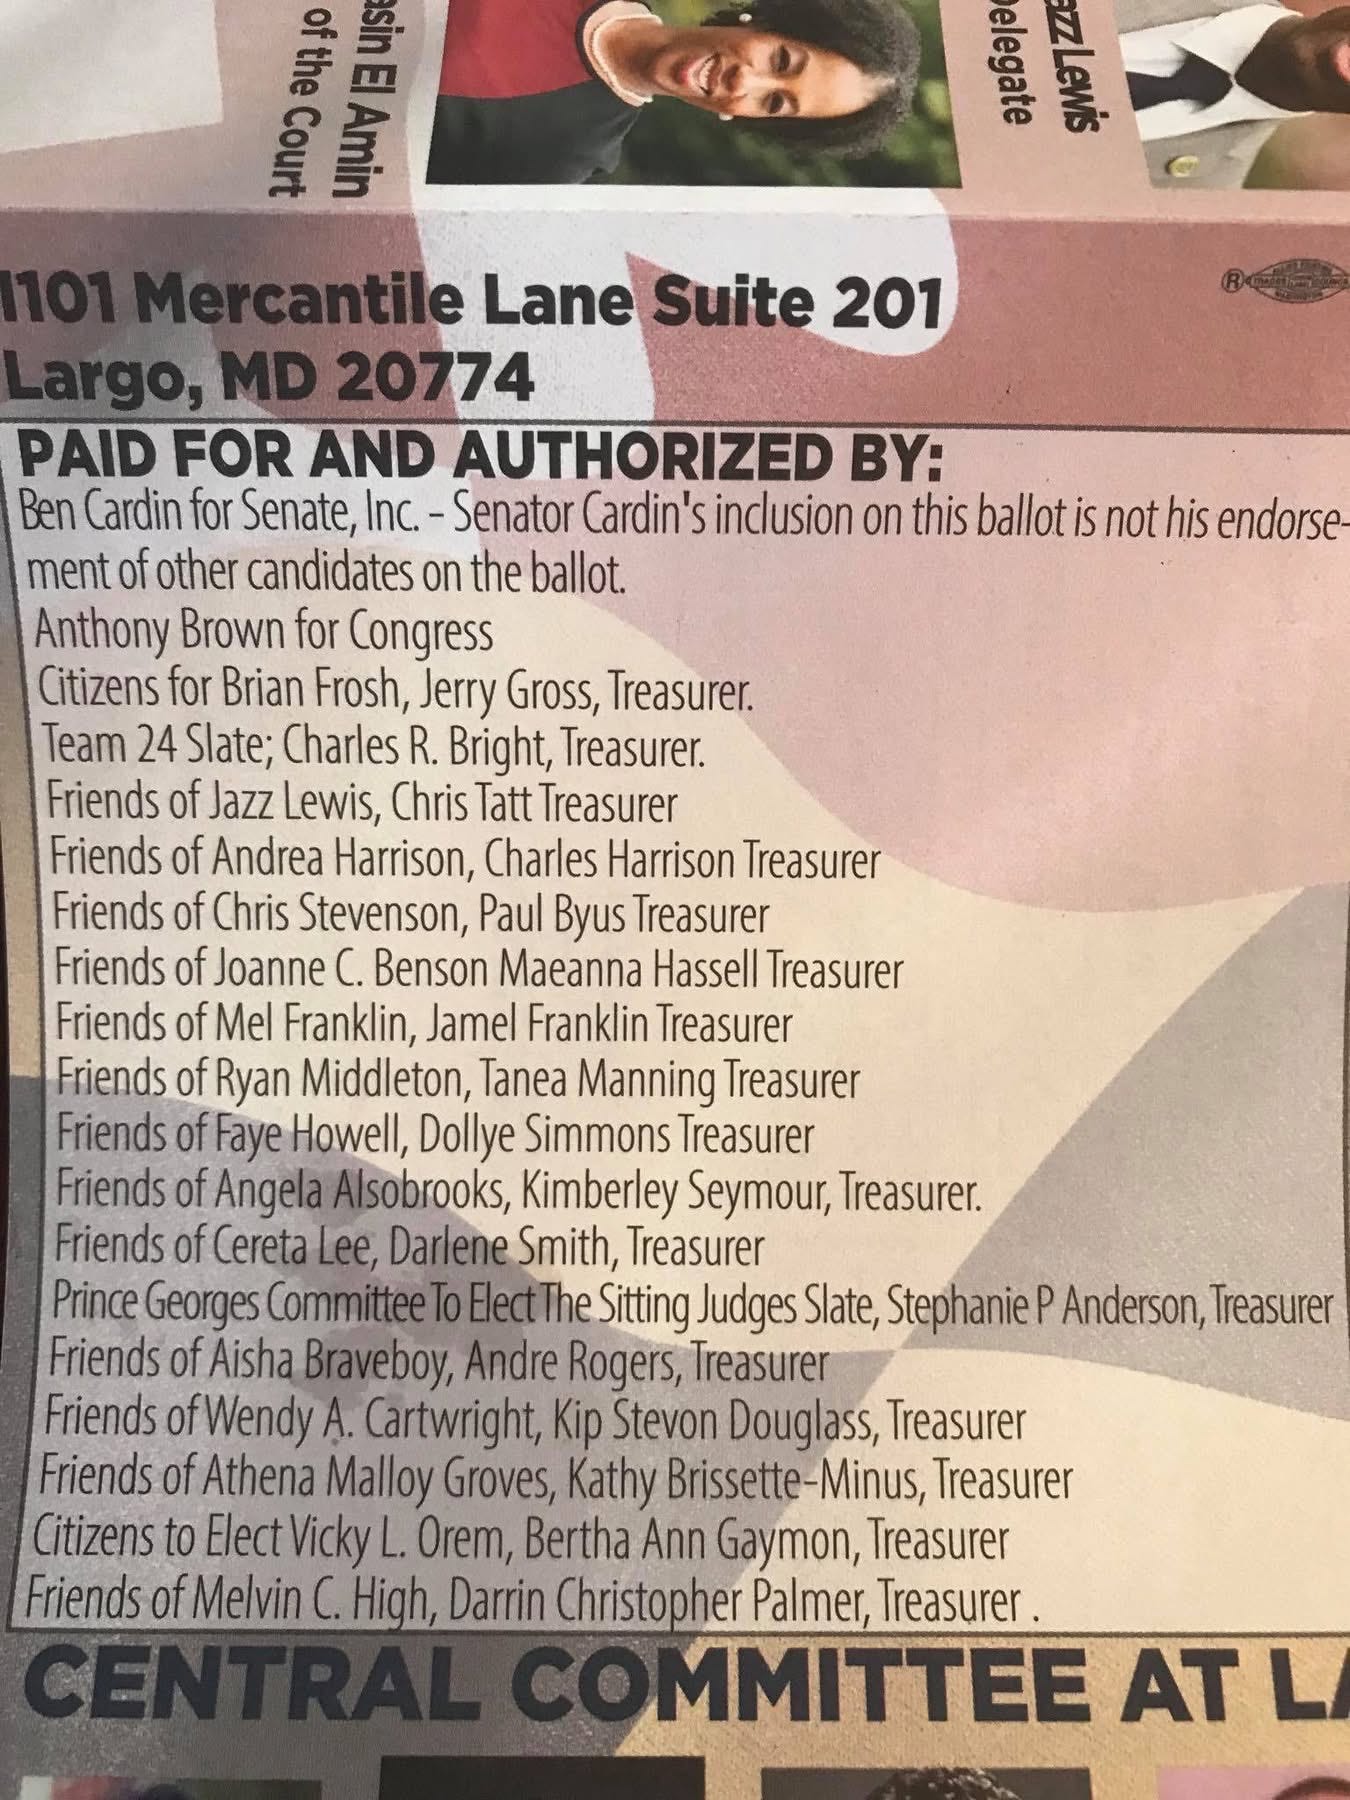 asin El Amin
of the Court
azz Lewis
Delegate
1101 Mercantile Lane Suite 201
Largo, MD 20774
®
PAID FOR AND AUTHORIZED BY:
Ben Cardin for Senate, Inc. – Senator Cardin's inclusion on this ballot is not his endorse-
ment of other candidates on the ballot.
Anthony Brown for Congress
Citizens for Brian Frosh, Jerry Gross, Treasurer.
Team 24 Slate; Charles R. Bright, Treasurer.
Friends of Jazz Lewis, Chris Tatt Treasurer
Friends of Andrea Harrison, Charles Harrison Treasurer
Friends of Chris Stevenson, Paul Byus Treasurer
Friends of Joanne C. Benson Maeanna Hassell Treasurer
Friends of Mel Franklin, Jamel Franklin Treasurer
Friends of Ryan Middleton, Tanea Manning Treasurer
Friends of Faye Howell, Dollye Simmons Treasurer
Friends of Angela Alsobrooks, Kimberley Seymour, Treasurer.
Friends of Cereta Lee, Darlene Smith, Treasurer
Prince Georges Committee To Elect The Sitting Judges Slate, Stephanie P Anderson, Treasurer
Friends of Aisha Braveboy, Andre Rogers, Treasurer
Friends of Wendy A. Cartwright, Kip Stevon Douglass, Treasurer
Friends of Athena Malloy Groves, Kathy Brissette-Minus, Treasurer
Citizens to Elect Vicky L. Orem, Bertha Ann Gaymon, Treasurer
Friends of Melvin C. High, Darrin Christopher Palmer, Treasurer .
CENTRAL COMMITTEE AT LA